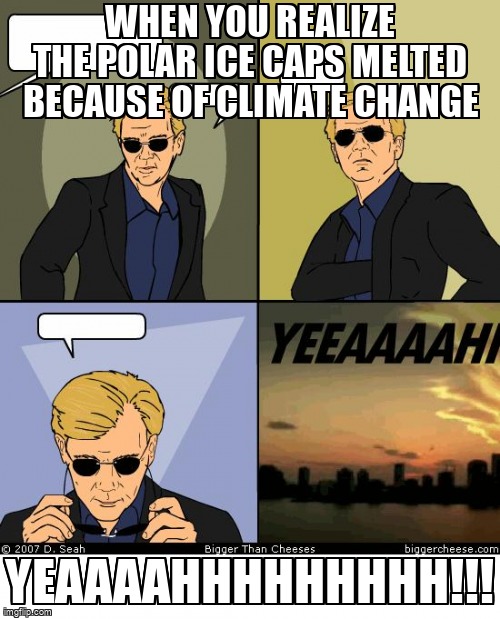 WHEN YOU REALIZE
THE POLAR ICE CAPS MELTED
BECAUSE OF CLIMATE CHANGE
YEEAAAAH
© 2007 D. Seah Bigger Than Cheeses biggercheese.com
YEAAAAHHHHHHHHH!!!
imgflip.com